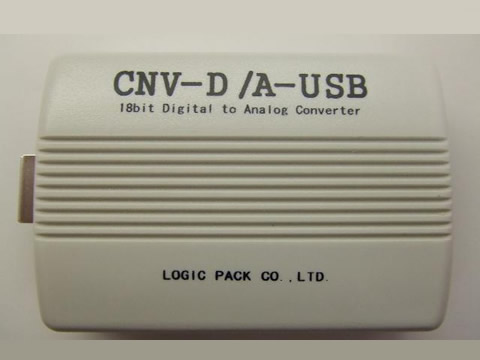 CNV-D/A-USB
18bit Digital to Analog Converter
LOGIC PACK CO.,LTD.